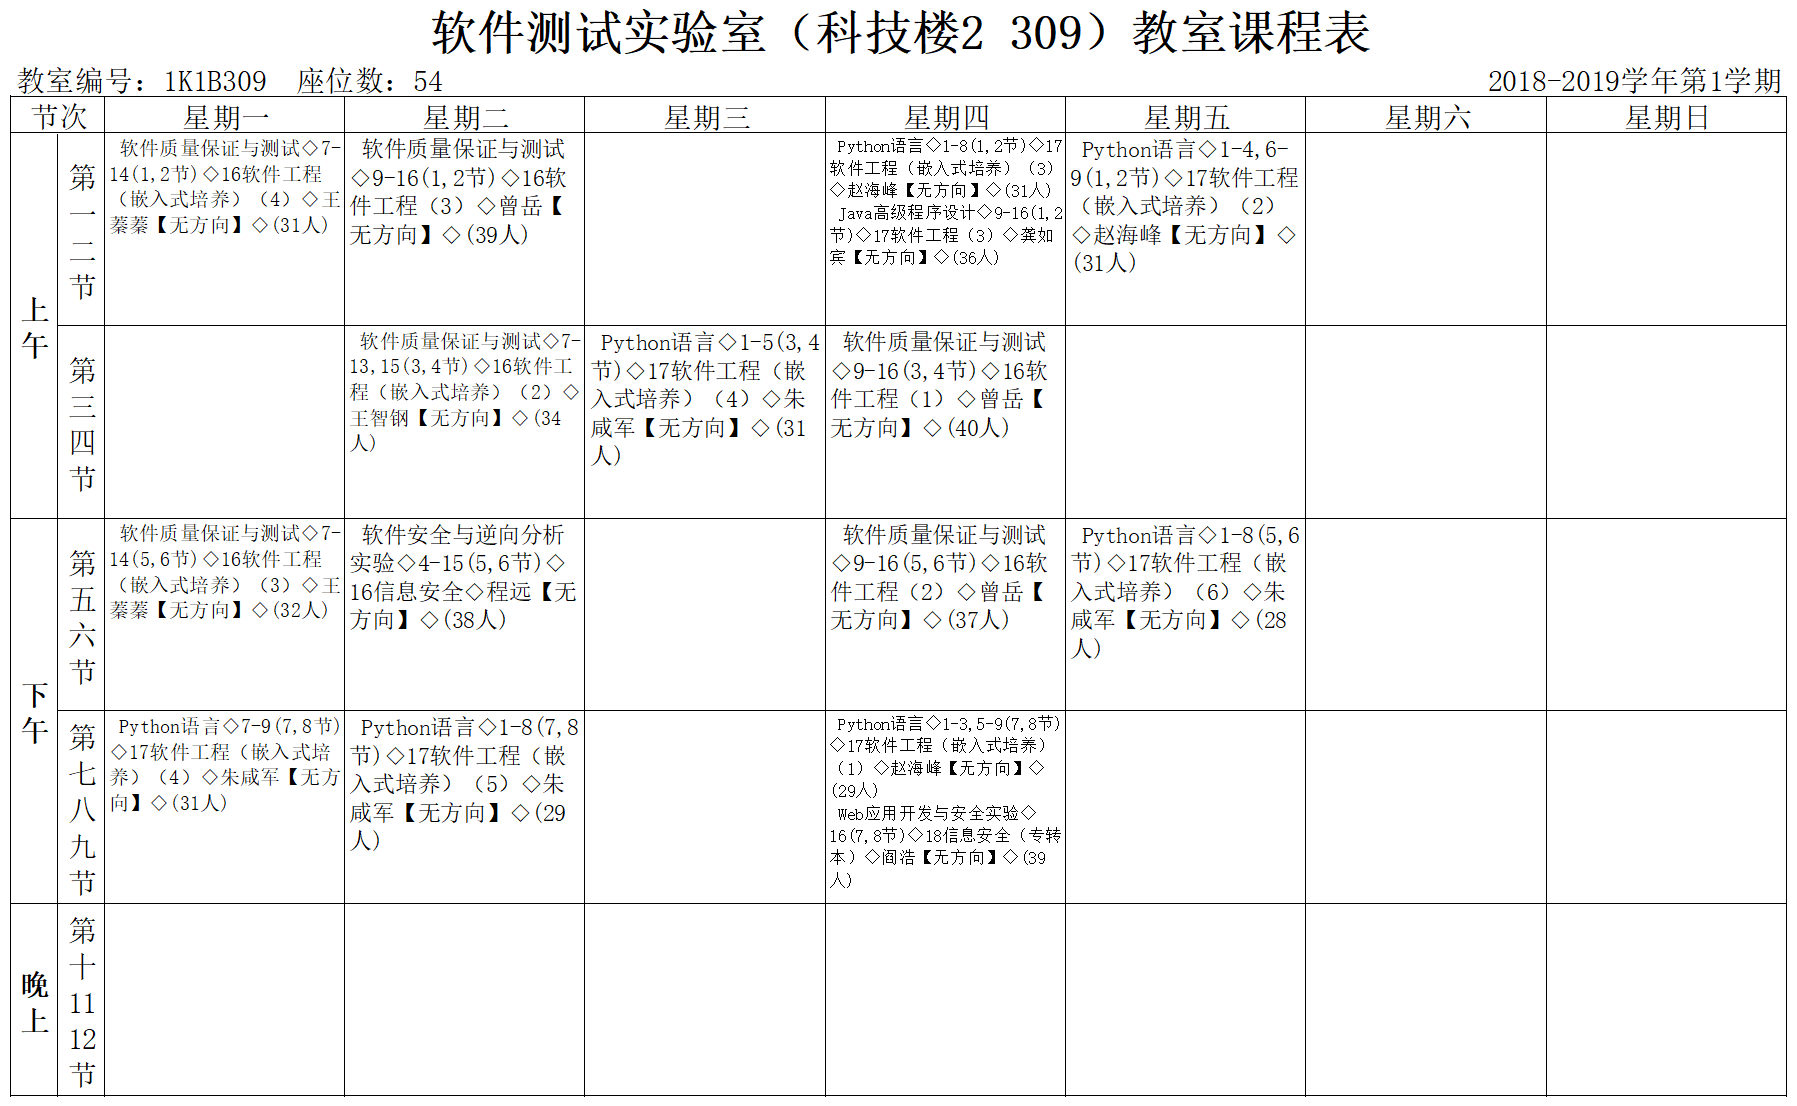 软件测试实验室（科技楼2 309）教室课程表
教室编号：1K1B309 座位数：54
2018-2019学年第1学期
节次 星期一 星期二 星期三 星期四 星期五 星期六 星期日
上午
第一二节
软件质量保证与测试◇7-
14(1,2节)◇16软件工程
（嵌入式培养）（4）◇王
蓁蓁【无方向】◇(31人)
软件质量保证与测试
◇9-16(1,2节)◇16软
件工程（3）◇曾岳【
无方向】◇(39人)
Python语言◇1-8(1,2节)◇17
软件工程（嵌入式培养）（3）
◇赵海峰【无方向】◇(31人)
Java高级程序设计◇9-16(1,2
节)◇17软件工程（3）◇龚如
宾【无方向】◇(36人)
Python语言◇1-4,6-
9(1,2节)◇17软件工程
（嵌入式培养）（2）
◇赵海峰【无方向】◇
(31人)
第三四节
软件质量保证与测试◇7-
13,15(3,4节)◇16软件工
程（嵌入式培养）（2）◇
王智钢【无方向】◇(34
人)
Python语言◇1-5(3,4
节)◇17软件工程（嵌
入式培养）（4）◇朱
咸军【无方向】◇(31
人)
软件质量保证与测试
◇9-16(3,4节)◇16软
件工程（1）◇曾岳【
无方向】◇(40人)
下午
第五六节
软件质量保证与测试◇7-
14(5,6节)◇16软件工程
（嵌入式培养）（3）◇王
蓁蓁【无方向】◇(32人)
软件安全与逆向分析
实验◇4-15(5,6节)◇
16信息安全◇程远【无
方向】◇(38人)
软件质量保证与测试
◇9-16(5,6节)◇16软
件工程（2）◇曾岳【
无方向】◇(37人)
Python语言◇1-8(5,6
节)◇17软件工程（嵌
入式培养）（6）◇朱
咸军【无方向】◇(28
人)
第七八九节
Python语言◇7-9(7,8节)
◇17软件工程（嵌入式培
养）（4）◇朱咸军【无方
向】◇(31人)
Python语言◇1-8(7,8
节)◇17软件工程（嵌
入式培养）（5）◇朱
咸军【无方向】◇(29
人)
Python语言◇1-3,5-9(7,8节)
◇17软件工程（嵌入式培养）
（1）◇赵海峰【无方向】◇
(29人)
Web应用开发与安全实验◇
16(7,8节)◇18信息安全（专转
本）◇阎浩【无方向】◇(39
人)
晚上
第十1112节